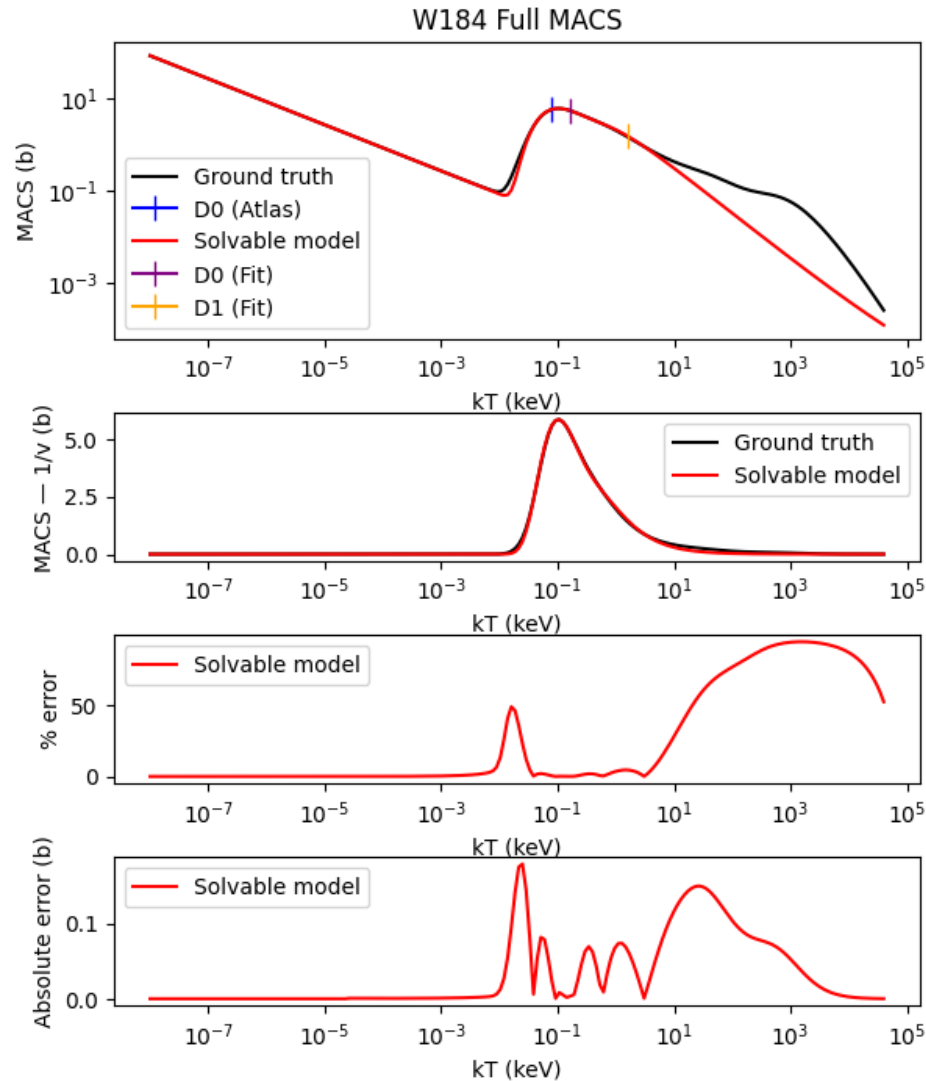 W184 Full MACS
MACS (b)
10^1
10^-1
10^-3
Ground truth
D0 (Atlas)
Solvable model
D0 (Fit)
D1 (Fit)
10^-7
10^-5
10^-3
10^-1
10^1
10^3
10^5
kT (keV)
MACS — 1/v (b)
5.0
2.5
0.0
Ground truth
Solvable model
10^-7
10^-5
10^-3
10^-1
10^1
10^3
10^5
kT (keV)
% error
50
0
Solvable model
10^-7
10^-5
10^-3
10^-1
10^1
10^3
10^5
kT (keV)
Absolute error (b)
0.1
0.0
Solvable model
10^-7
10^-5
10^-3
10^-1
10^1
10^3
10^5
kT (keV)